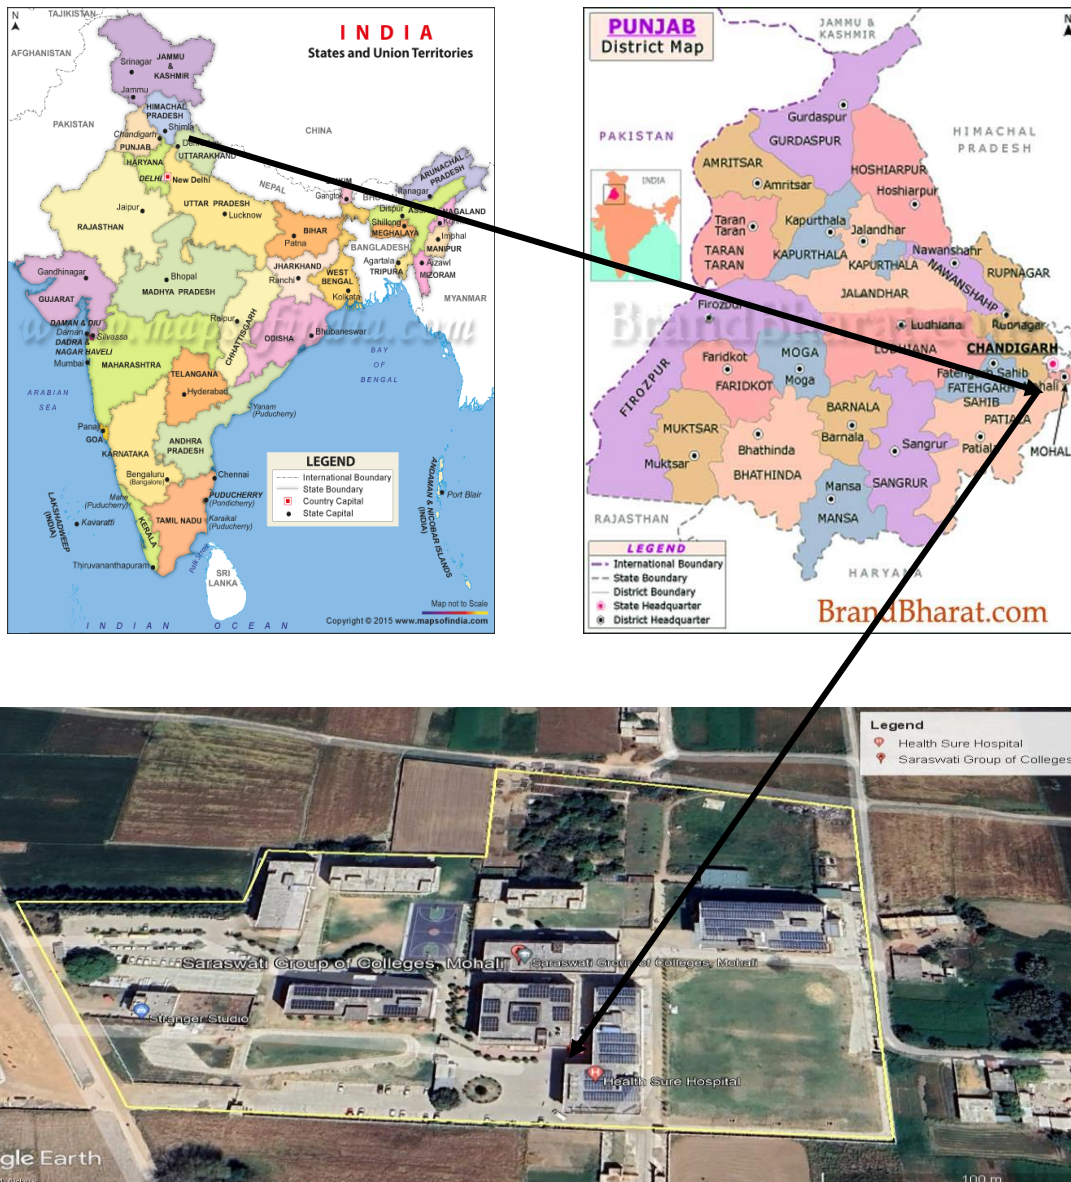 N
TAJIKISTAN
I N D I A
States and Union Territories
AFGHANISTAN
Srinagar
JAMMU
&
KASHMIR
Jammu
HIMACHAL
PRADESH
PAKISTAN
Shimla
CHINA
Chandigarh
PUNJAB
UTTARAKHAND
HARYANA
DELHI
New Delhi
NEPAL
ARUNACHAL
PRADESH
Itanagar
Gangtok
UTTAR PRADESH
Jaipur
Lucknow
Dispur
NAGALAND
RAJASTHAN
BIHAR
Patna
Shillong
MEGHALAYA
Imphal
MANIPUR
BANGLADESH
Agartala
Aizawl
TRIPURA
MIZORAM
Gandhinagar
Bhopal
JHARKHAND
Ranchi
WEST
BENGAL
MADHYA PRADESH
Kolkata
MYANMAR
GUJARAT
Raipur
DAMAN & DIU
Daman
Silvassa
DADRA &
NAGAR HAVELI
CHHATTISGARH
ODISHA
Bhubaneswar
www.mapsofindia.com
Mumbai
MAHARASHTRA
BAY
OF
BENGAL
TELANGANA
Hyderabad
ARABIAN
SEA
Yanam
(Puducherry)
Panaji
GOA
KARNATAKA
ANDHRA
PRADESH
Bengaluru
(Bangalore)
Chennai
LEGEND
International Boundary
State Boundary
Country Capital
State Capital
Mahe
(Puducherry)
PUDUCHERRY
(Pondicherry)
LAKSHADWEEP
(INDIA)
Kavaratti
KERALA
TAMIL NADU
Karaikal
(Puducherry)
ANDAMAN & NICOBAR ISLANDS
(INDIA)
Port Blair
Thiruvananthapuram
Palk Strait
SRI
LANKA
Map not to Scale
Copyright © 2015 www.mapsofindia.com
I N D I A N O C E A N
PUNJAB
District Map
JAMMU &
KASHMIR
N
Gurdaspur
GURDASPUR
PAKISTAN
HIMACHAL
PRADESH
AMRITSAR
Amritsar
HOSHIARPUR
Hoshiarpur
INDIA
Taran
Taran
TARAN
TARAN
Kapurthala
KAPURTHALA
Jalandhar
KAPURTHALA
Nawanshahr
NAWANSHAHR
RUPNAGAR
JALANDHAR
Firozpur
BrandBharat.com
Ludhiana
LUDHIANA
Rupnagar
CHANDIGARH
Faridkot
FARIDKOT
MOGA
Moga
Fatehgarh Sahib
FATEHGARH
SAHIB
Mohali
FIROZPUR
BARNALA
Barnala
PATIALA
Patiala
MUKTSAR
Muktsar
Bhathinda
BHATHINDA
Sangrur
SANGRUR
MOHAL
Mansa
MANSA
RAJASTHAN
HARYANA
LEGEND
International Boundary
State Boundary
District Boundary
State Headquarter
District Headquarter
BrandBharat.com
Legend
Health Sure Hospital
Saraswati Group of Colleges
Saraswati Group of Colleges, Mohali
Saraswati Group of Colleges, Mohali
Stranger Studio
Health Sure Hospital
gle Earth
100 m